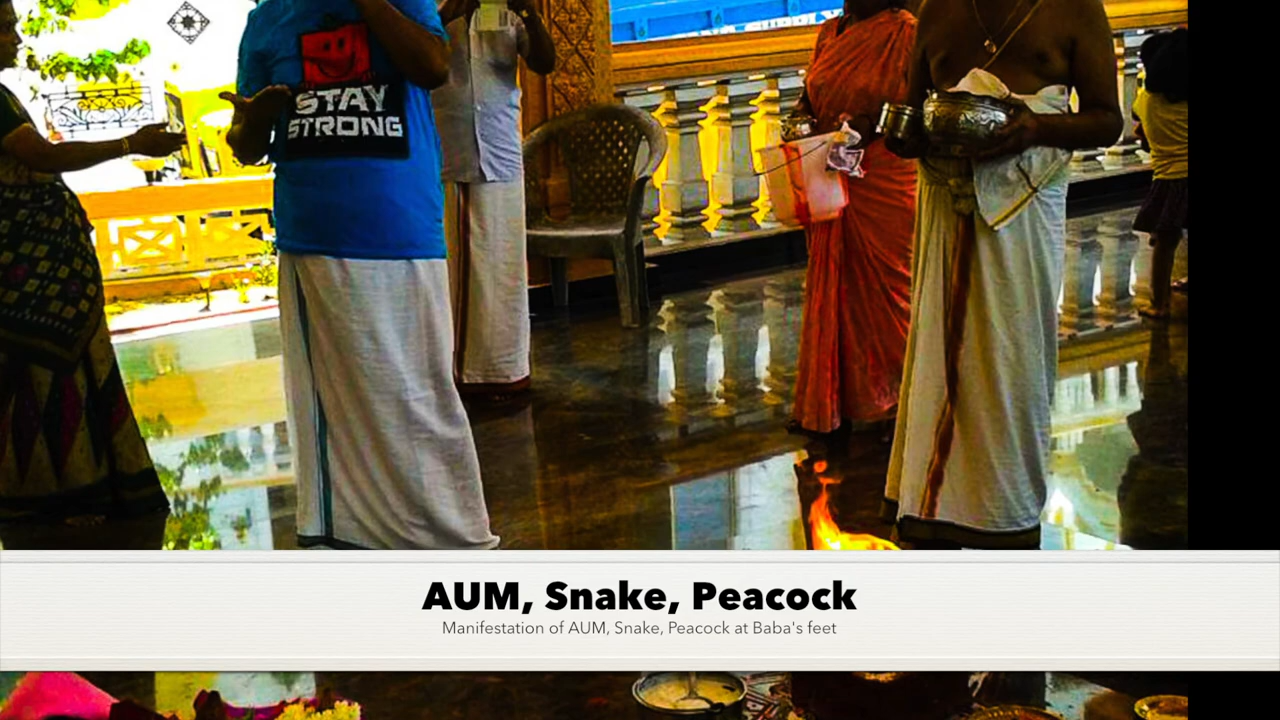 STAY
STRONG
AUM, Snake, Peacock
Manifestation of AUM, Snake, Peacock at Baba's feet